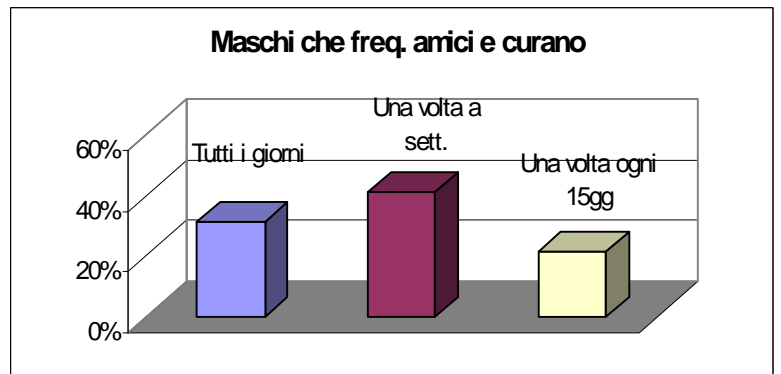 Maschi che freq. amici e curano
60%
40%
20%
0%
Tutti i giorni
Una volta a
sett.
Una volta ogni
15gg